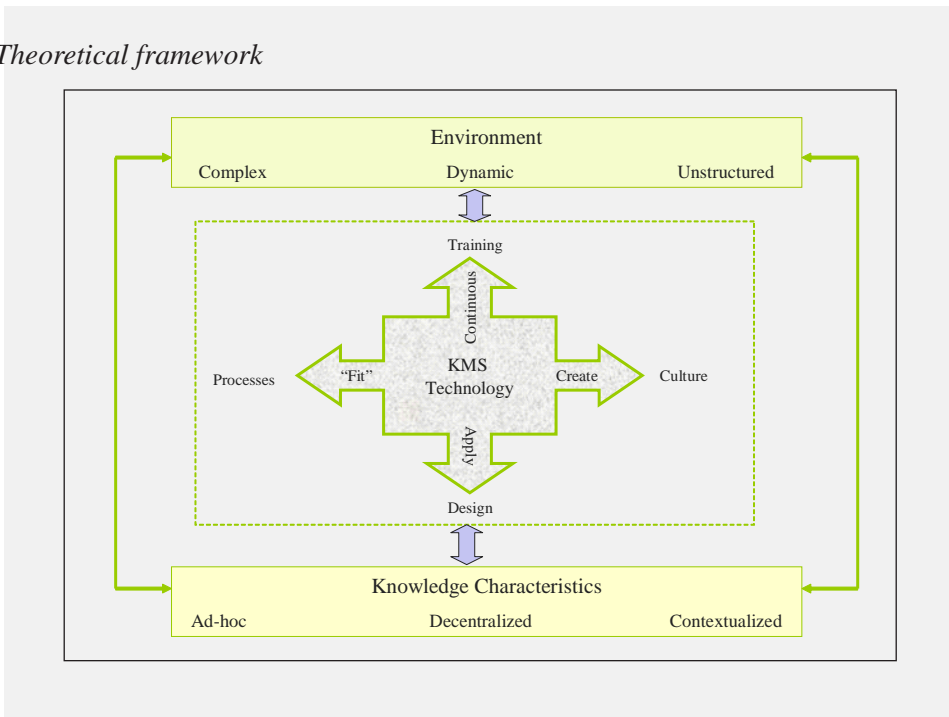 Theoretical framework
Environment
Complex Dynamic Unstructured
Training
Continuous
Processes “Fit” KMS Technology Create Culture
Apply
Design
Knowledge Characteristics
Ad-hoc Decentralized Contextualized